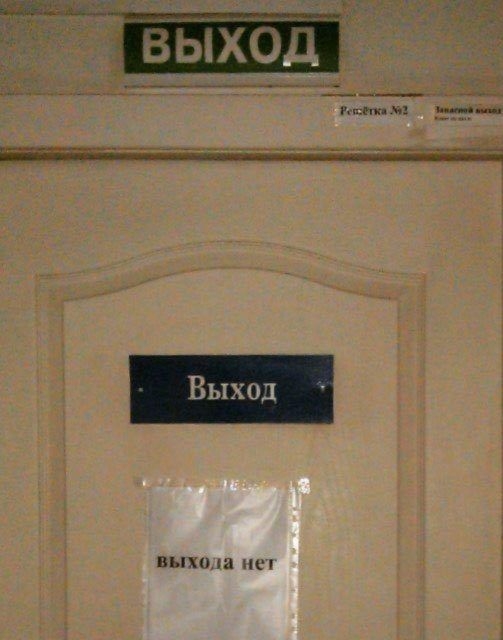 ВЫХОД
Решётка №2
Запасной выход
Выход
выхода нет